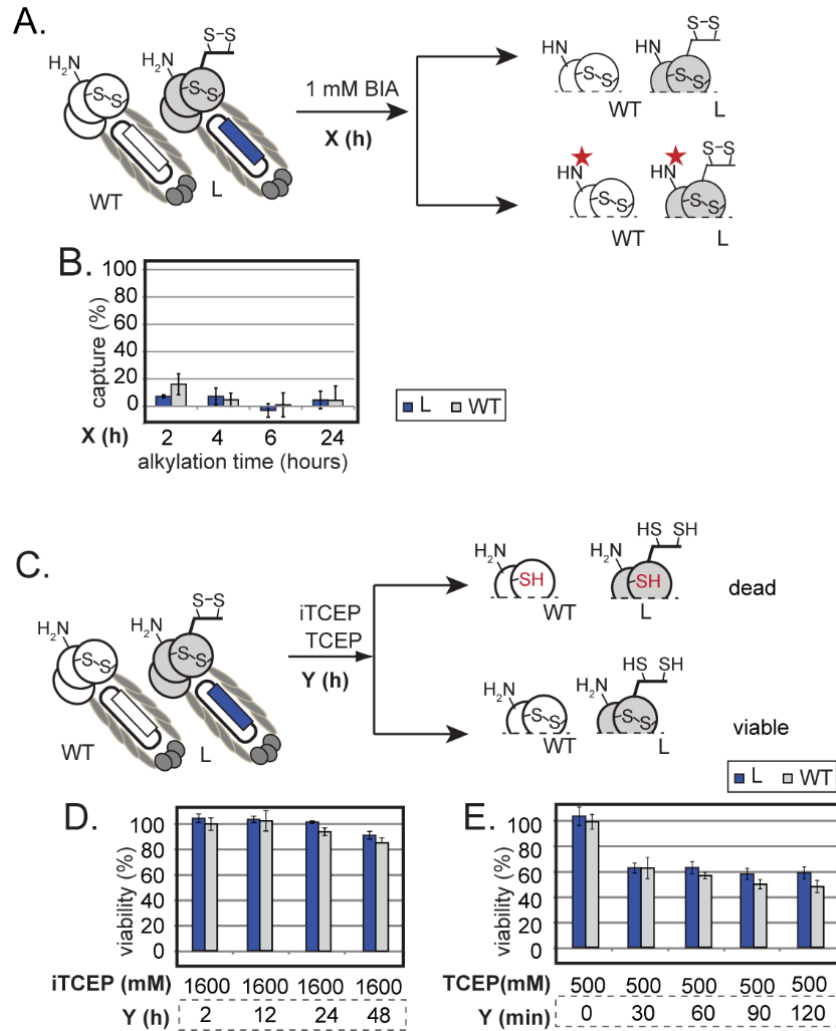 A.
S-S
H₂N
H₂N
S-S
S-S
WT
L
1 mM BIA
X (h)
S-S
HN
HN
S-S
S-S
WT
L
S-S
HN
HN
S-S
S-S
WT
L
B.
capture (%)
100
80
60
40
20
0
X (h) 2 4 6 24
alkylation time (hours)
L WT
C.
S-S
H₂N
H₂N
S-S
S-S
WT
L
iTCEP
TCEP
Y (h)
HS SH
H₂N
H₂N
SH
SH
WT
L
dead
HS SH
H₂N
H₂N
S-S
S-S
WT
L
viable
L WT
D.
viability (%)
100
80
60
40
20
0
iTCEP (mM) 1600 1600 1600 1600
Y (h) 2 12 24 48
E.
viability (%)
100
80
60
40
20
0
TCEP(mM) 500 500 500 500 500
Y (min) 0 30 60 90 120